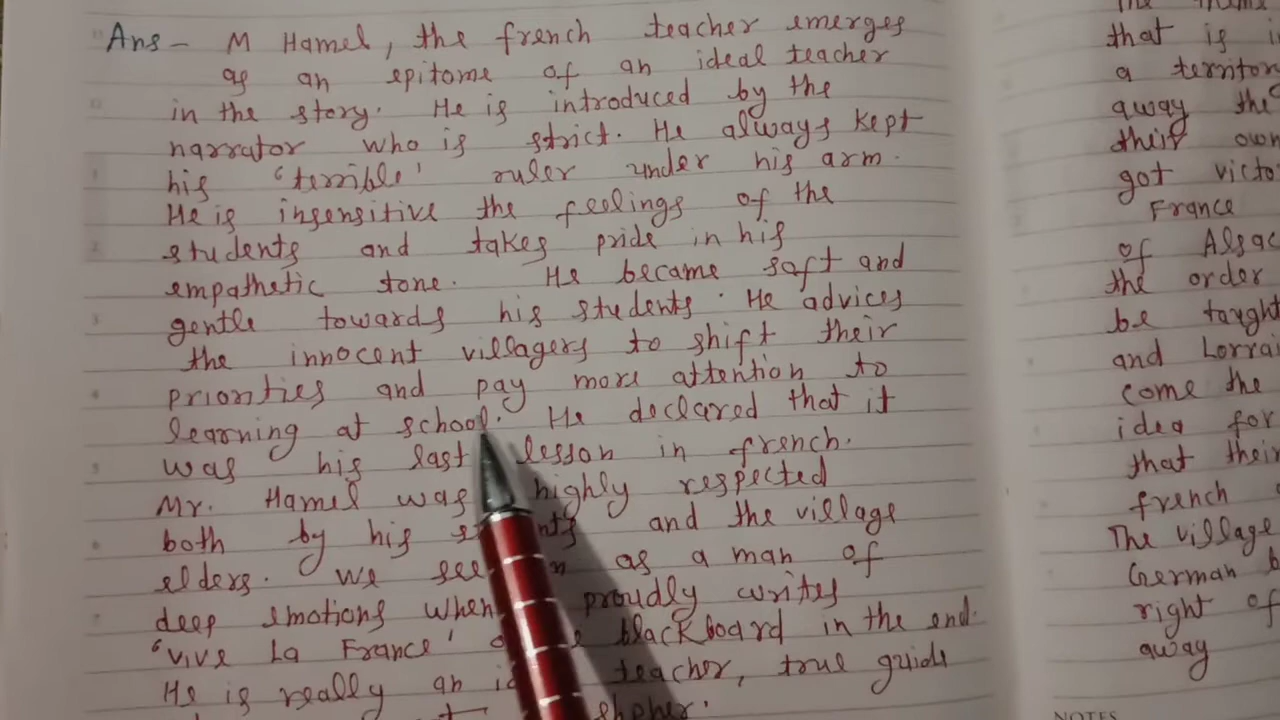 Ans - M Hamel, the french teacher emerges
as an epitome of an ideal teacher
in the story. He is introduced by the
narrator who is strict. He always kept
his 'terrible' ruler under his arm.
He is insensitive the feelings of the
students and takes pride in his
empathetic tone. He became soft and
gentle towards his students. He advices
the innocent villagers to shift their
priorities and pay more attention to
learning at school. He declared that it
was his last lesson in french.
Mr. Hamel was highly respected
both by his and the village
elders. We see as a man of
deep emotions when proudly writes
'vive La France' blackboard in the end.
He is really an teacher, true guide
that is
a
away the
their own
got
France
of
the order
be taught
and
come the
idea for
that their
french
The village
German
right of
away
NOTES